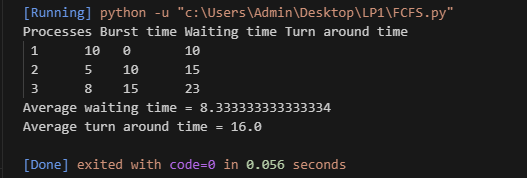 [Running] python -u "c:\Users\Admin\Desktop\LP1\FCFS.py"
Processes Burst time Waiting time Turn around time
1 10 0 10
2 5 10 15
3 8 15 23
Average waiting time = 8.333333333333334
Average turn around time = 16.0
[Done] exited with code=0 in 0.056 seconds